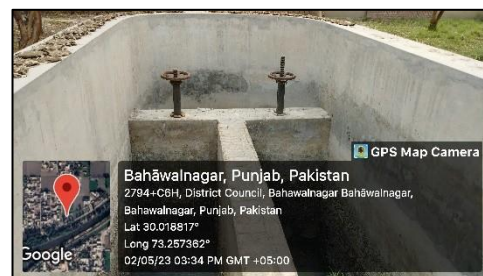 GPS Map Camera
Bahāwalnagar, Punjab, Pakistan
2794+C6H, District Council, Bahawalnagar Bahāwalnagar,
Bahawalnagar, Punjab, Pakistan
Lat 30.018817°
Long 73.257362°
02/05/23 03:34 PM GMT +05:00
Google